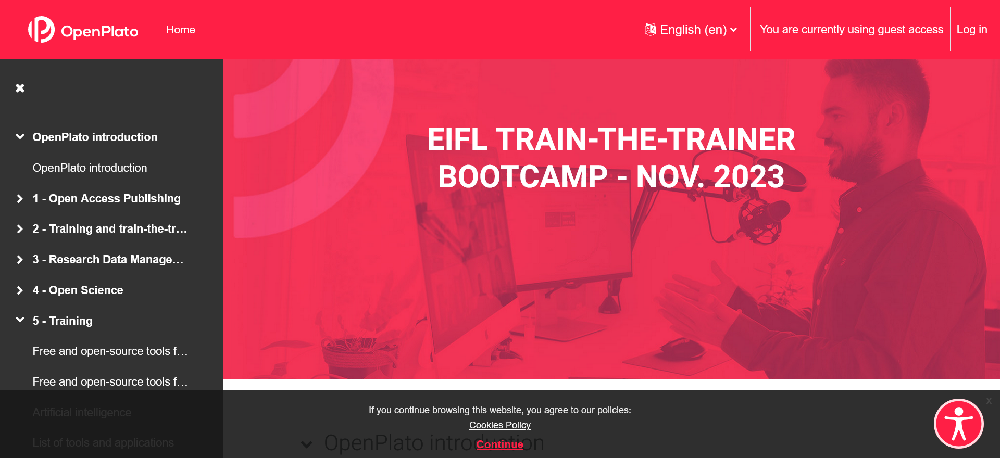 OpenPlato
Home
English (en)
You are currently using guest access
Log in
OpenPlato introduction
OpenPlato introduction
1 - Open Access Publishing
2 - Training and train-the-tr...
3 - Research Data Manage...
4 - Open Science
5 - Training
Free and open-source tools f...
Free and open-source tools f...
Artificial intelligence
List of tools and applications
EIFL TRAIN-THE-TRAINER
BOOTCAMP - NOV. 2023
If you continue browsing this website, you agree to our policies:
x
Cookies Policy
OpenPlato introduction
Continue